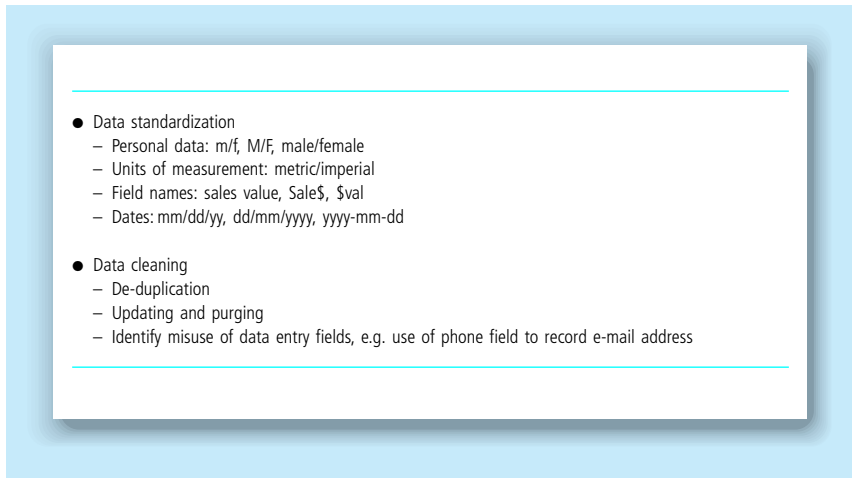 ● Data standardization
– Personal data: m/f, M/F, male/female
– Units of measurement: metric/imperial
– Field names: sales value, Sale$, $val
– Dates: mm/dd/yy, dd/mm/yyyy, yyyy-mm-dd
● Data cleaning
– De-duplication
– Updating and purging
– Identify misuse of data entry fields, e.g. use of phone field to record e-mail address